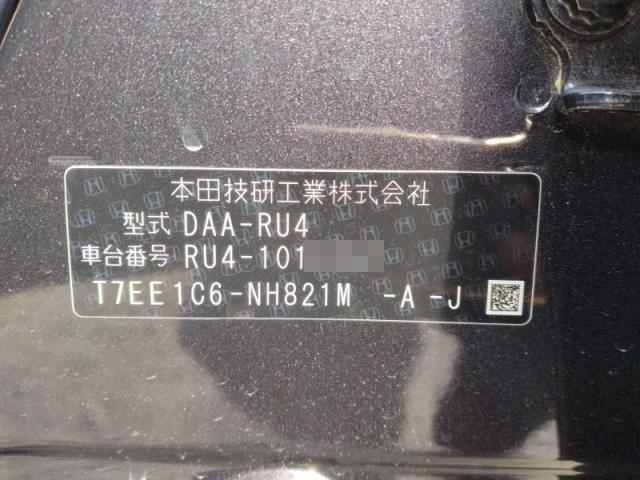 本田技研工業株式会社
型式 DAA-RU4
車台番号 RU4-101
T7EE1C6-NH821M -A -J